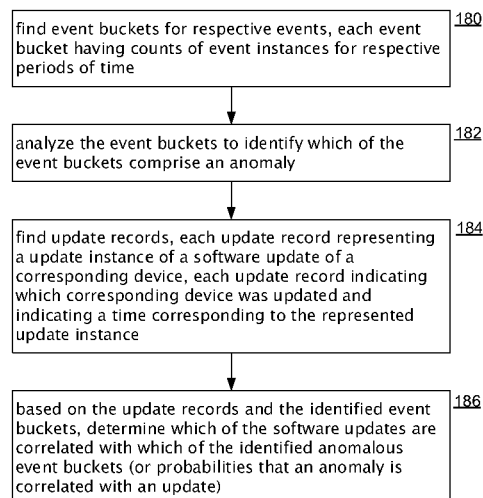 find event buckets for respective events, each event
bucket having counts of event instances for respective
periods of time
180
analyze the event buckets to identify which of the
event buckets comprise an anomaly
182
find update records, each update record representing
a update instance of a software update of a
corresponding device, each update record indicating
which corresponding device was updated and
indicating a time corresponding to the represented
update instance
184
based on the update records and the identified event
buckets, determine which of the software updates are
correlated with which of the identified anomalous
event buckets (or probabilities that an anomaly is
correlated with an update)
186